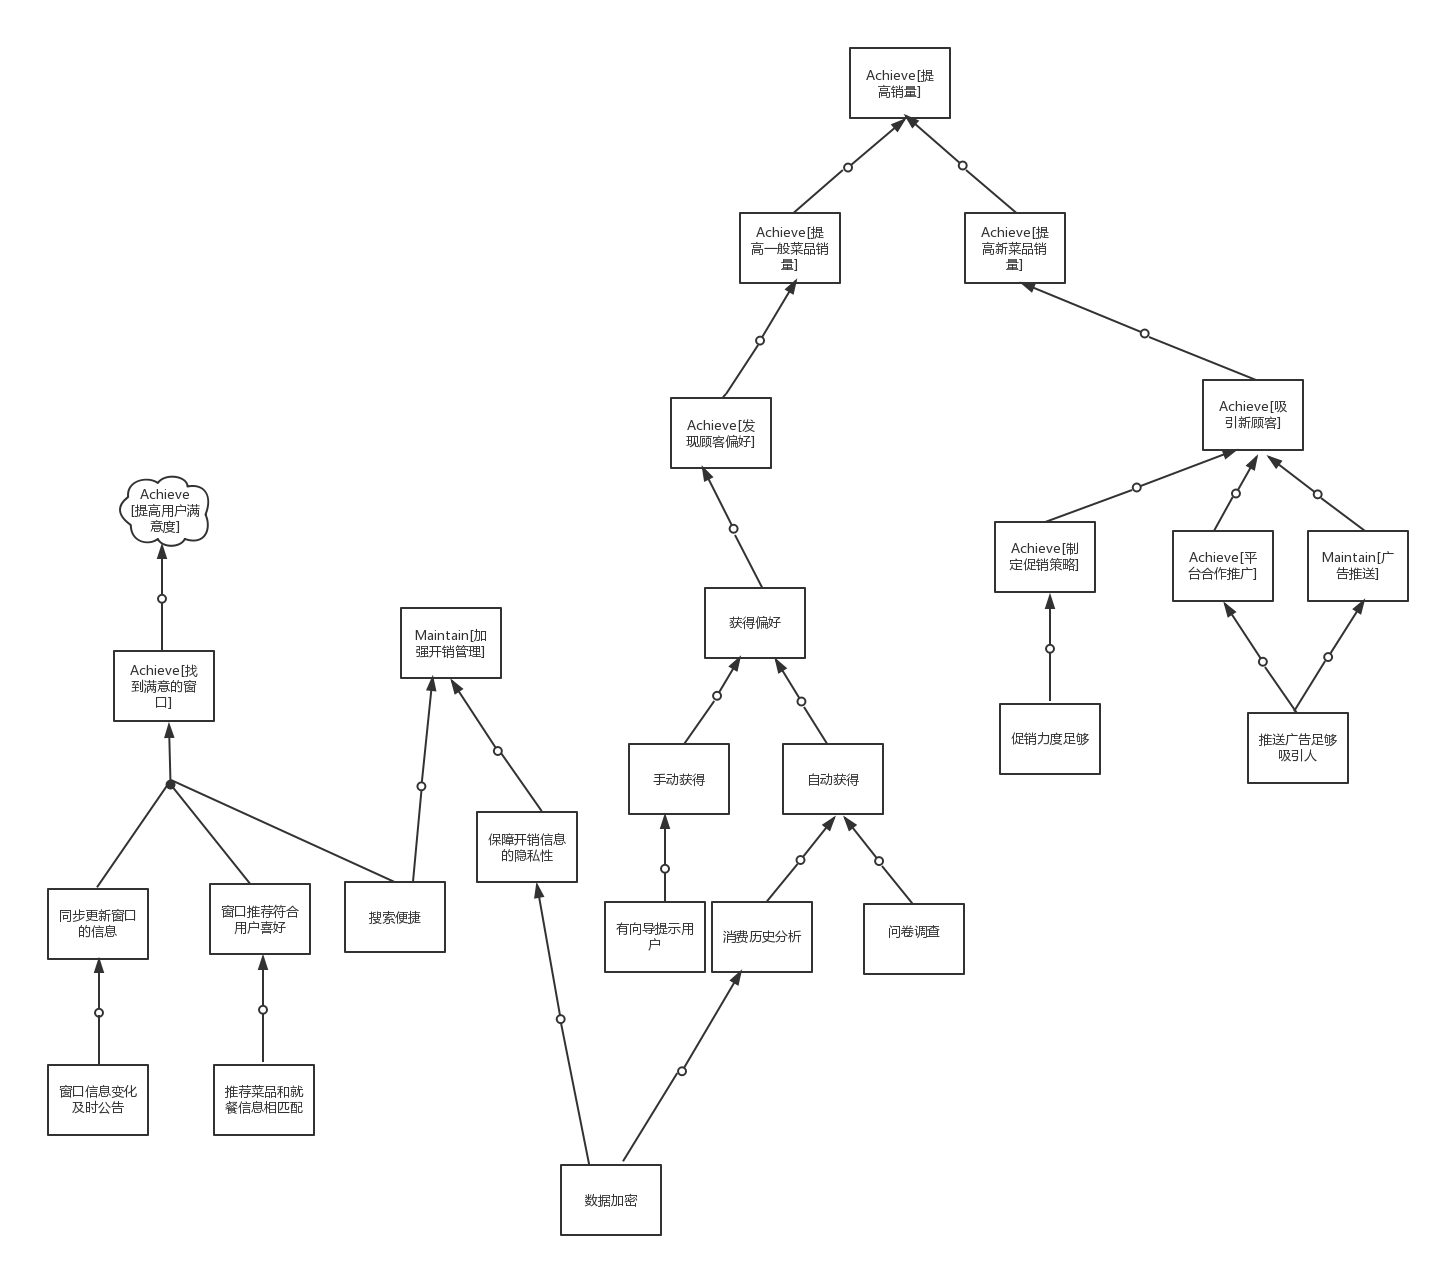 Achieve[提
高销量]
Achieve[提
高一般菜品销
量]
Achieve[提
高新菜品销
量]
Achieve[发
现顾客偏好]
Achieve[吸
引新顾客]
Achieve
[提高用户满
意度]
Achieve[制
定促销策略]
Achieve[平
台合作推广]
Maintain[广
告推送]
获得偏好
Maintain[加
强开销管理]
Achieve[找
到满意的窗
口]
手动获得
自动获得
促销力度足够
推送广告足够
吸引人
保障开销信息
的隐私性
同步更新窗口
的信息
窗口推荐符合
用户喜好
搜索便捷
有向导提示用
户
消费历史分析
问卷调查
窗口信息变化
及时公告
推荐菜品和就
餐信息相匹配
数据加密